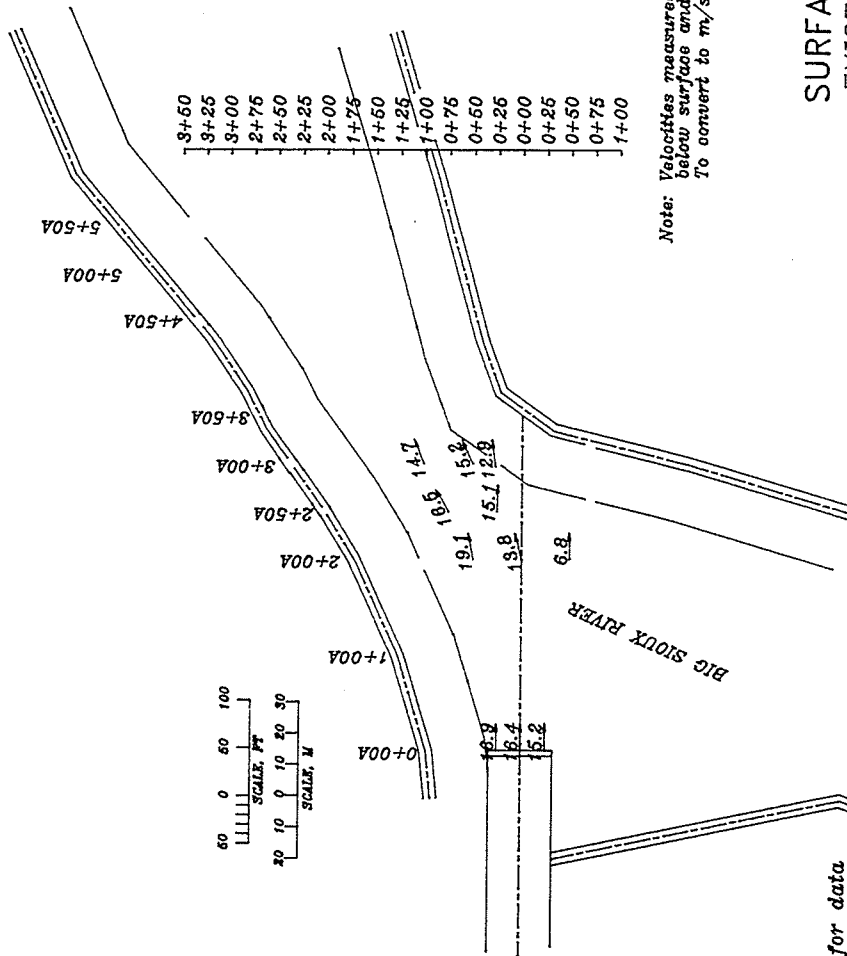 5+50A
5+00A
4+50A
3+50A
3+00A
2+50A
2+00A
1+00A
0+00A
3+50
3+25
3+00
2+75
2+50
2+25
2+00
1+75
1+50
1+25
1+00
0+75
0+50
0+25
0+00
0+25
0+50
0+75
1+00
50 0 50 100
SCALE, FT
20 10 0 10 20 30
SCALE, M
14.7
15.2
12.9
18.5
15.1
19.1
13.8
6.8
16.4
15.2
BIG SIOUX RIVER
Note: Velocities measured
below surface and
To convert to m/s
SURFA
for data